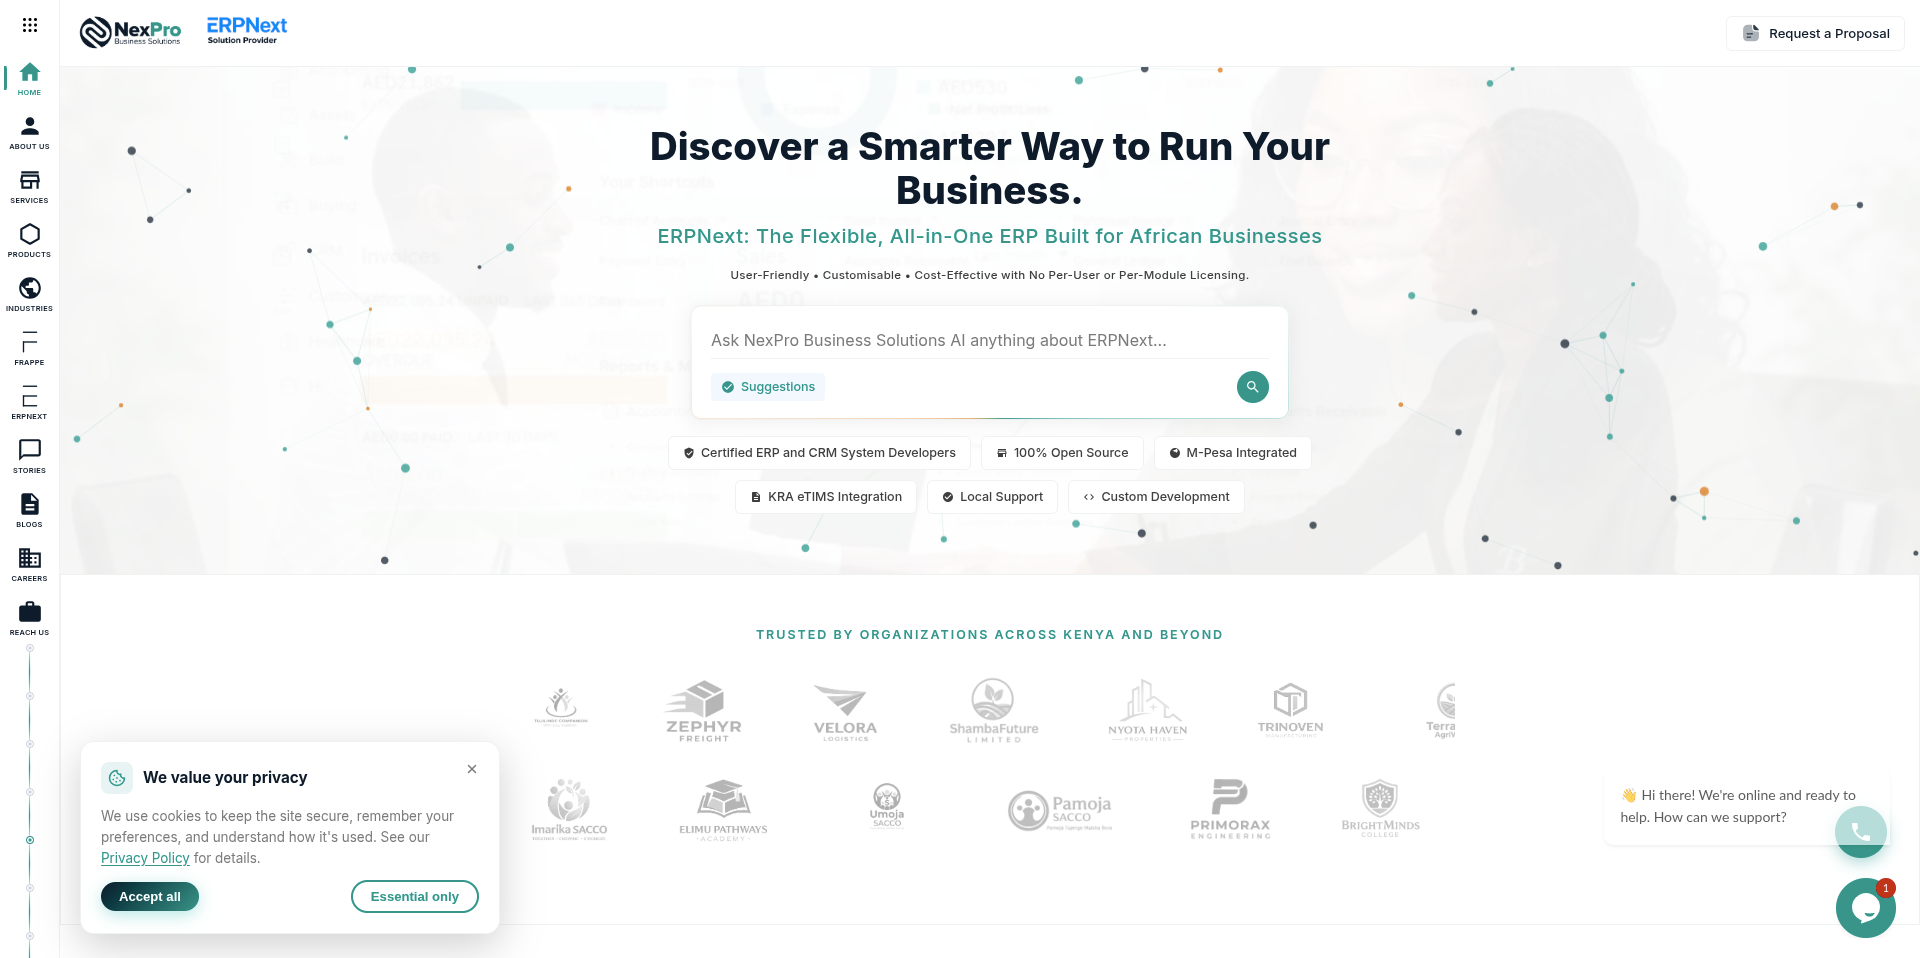 NexPro
Business Solutions
ERPNext
Solution Provider
Request a Proposal
HOME
ABOUT US
SERVICES
PRODUCTS
INDUSTRIES
FRAPPE
ERPNEXT
STORIES
BLOGS
CAREERS
REACH US
Discover a Smarter Way to Run Your
Business.
ERPNext: The Flexible, All-in-One ERP Built for African Businesses
User-Friendly • Customisable • Cost-Effective with No Per-User or Per-Module Licensing.
Ask NexPro Business Solutions AI anything about ERPNext...
Suggestions
Certified ERP and CRM System Developers
100% Open Source
M-Pesa Integrated
KRA eTIMS Integration
Local Support
Custom Development
TRUSTED BY ORGANIZATIONS ACROSS KENYA AND BEYOND
ZEPHYR
FREIGHT
VELORA
LOGISTICS
ShambaFuture
LIMITED
NYOTA HAVEN
PROPERTIES
TRINOVEN
MANUFACTURING
Terra
Imarika SACCO
ELIMU PATHWAYS
ACADEMY
Umoja
SACCO
Pamoja
SACCO
PRIMORAX
ENGINEERING
BRIGHTMINDS
COLLEGE
We value your privacy
We use cookies to keep the site secure, remember your
preferences, and understand how it's used. See our
Privacy Policy for details.
Accept all
Essential only
👋 Hi there! We're online and ready to
help. How can we support?
1